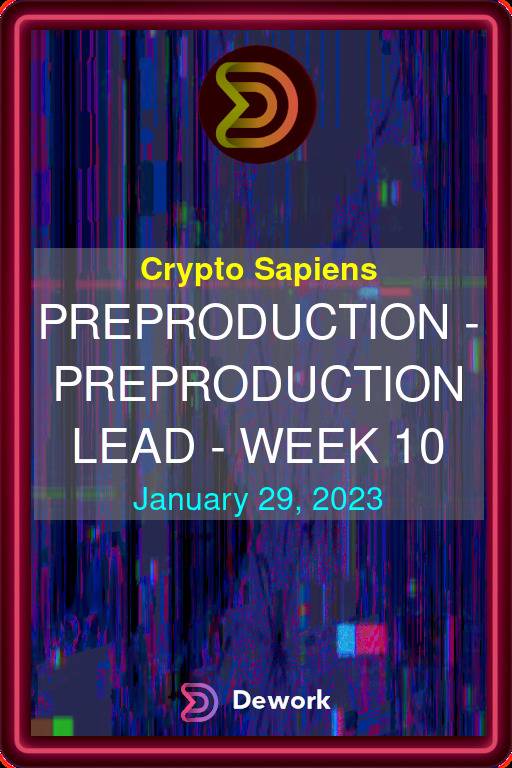 Crypto Sapiens
PREPRODUCTION -
PREPRODUCTION
LEAD - WEEK 10
January 29, 2023
Dework